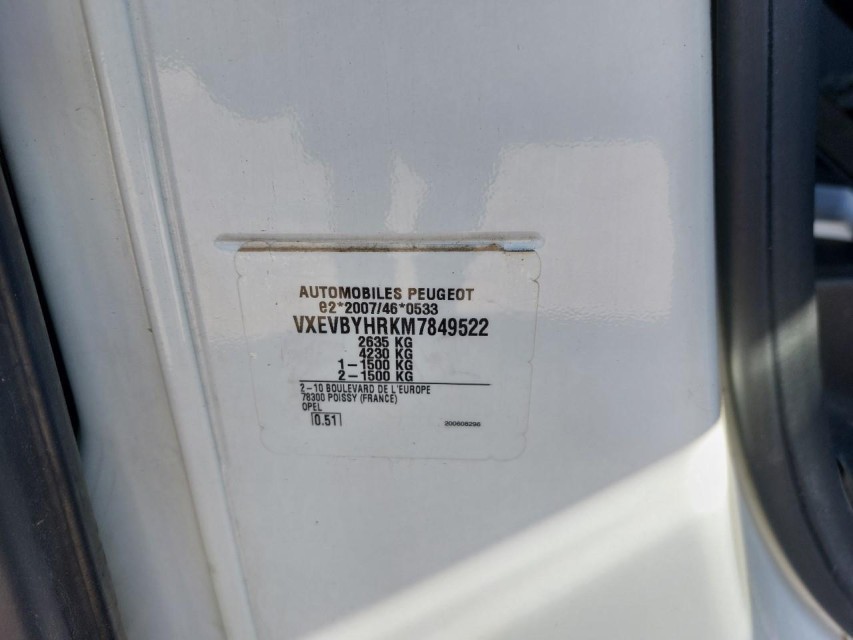 AUTOMOBILES PEUGEOT
e2*2007/46*0533
VXEVBYHRKM7849522
2635 KG
4230 KG
1-1500 KG
2-1500 KG
2-10 BOULEVARD DE L'EUROPE
78300 POISSY (FRANCE)
OPEL
0.51
200608296